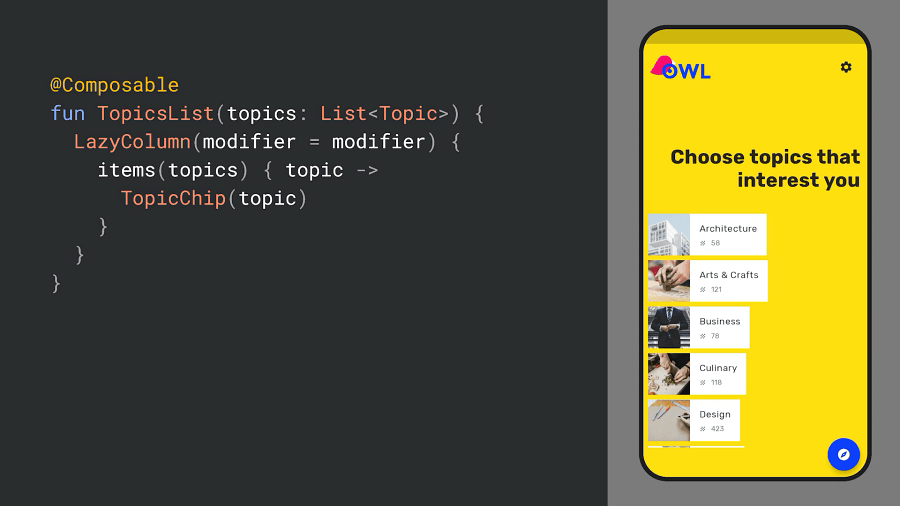 @Composable
fun TopicsList(topics: List<Topic>) {
  LazyColumn(modifier = modifier) {
    items(topics) { topic ->
      TopicChip(topic)
    }
  }
}
OWL
Choose topics that
interest you
Architecture
58
Arts & Crafts
121
Business
78
Culinary
118
Design
423